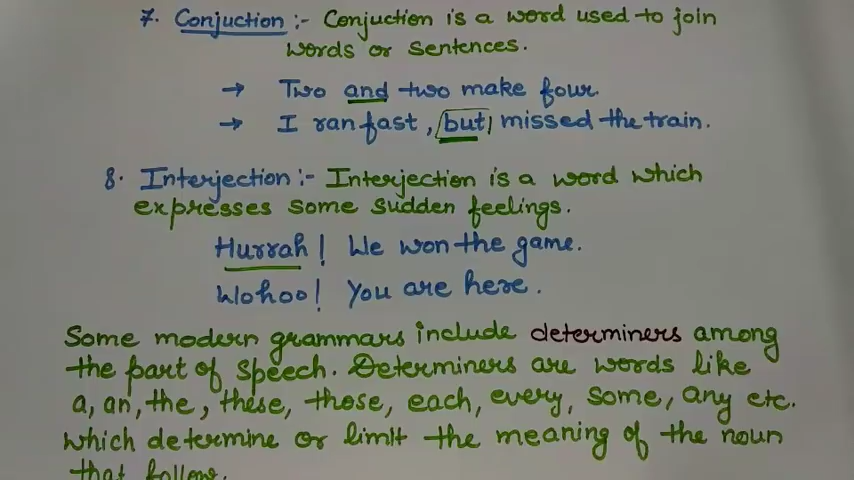 7. Conjuction :- Conjuction is a word used to join
words or sentences.
→ Two and two make four.
→ I ran fast, but, missed the train.
8. Interjection :- Interjection is a word which
expresses some sudden feelings.
Hurrah! We won the game.
Wohoo! You are here.
Some modern grammars include determiners among
the part of speech. Determiners are words like
a, an, the, these, those, each, every, some, any etc.
which determine or limit the meaning of the noun
that follow.